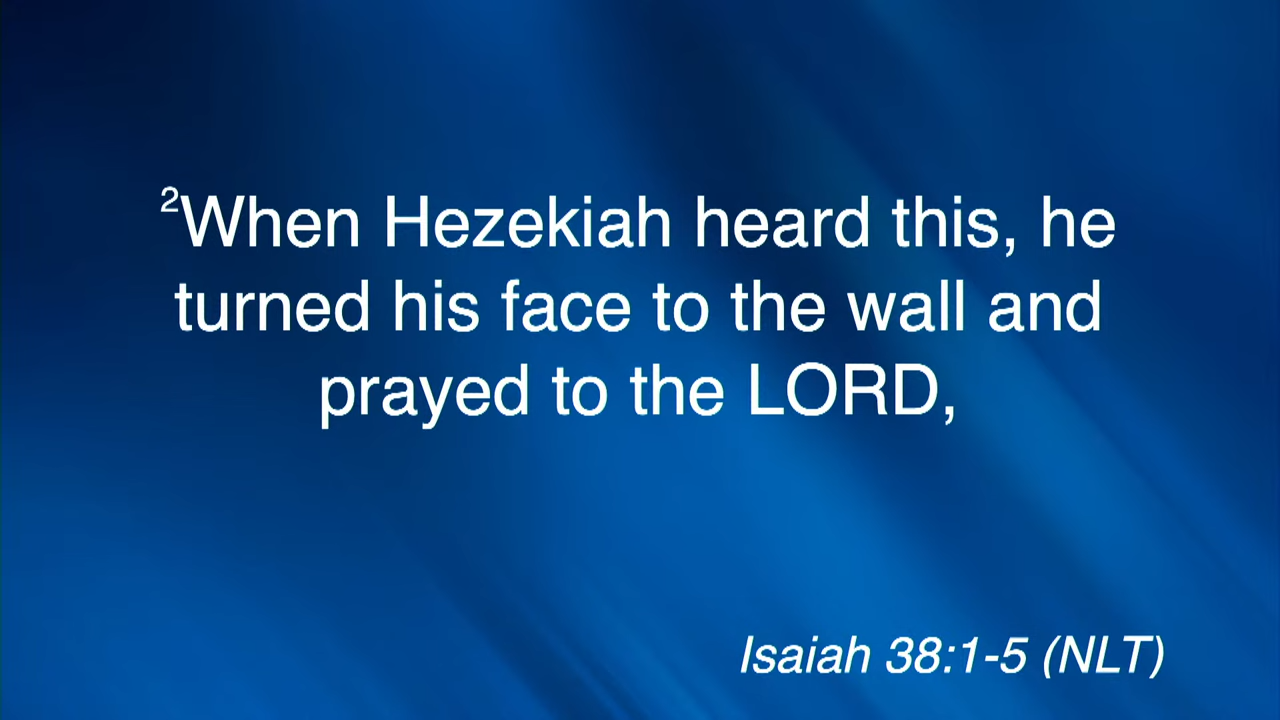 ²When Hezekiah heard this, he
turned his face to the wall and
prayed to the LORD,
Isaiah 38:1-5 (NLT)